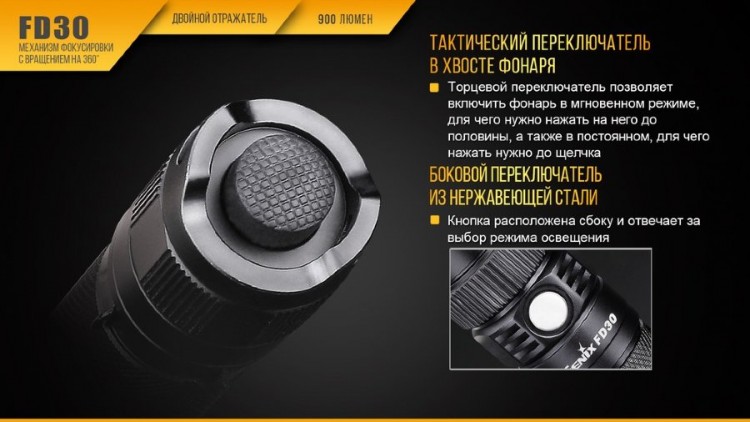 FD30
МЕХАНИЗМ ФОКУСИРОВКИ
С ВРАЩЕНИЕМ НА 360°
ДВОЙНОЙ ОТРАЖАТЕЛЬ
900 ЛЮМЕН
ТАКТИЧЕСКИЙ ПЕРЕКЛЮЧАТЕЛЬ
В ХВОСТЕ ФОНАРЯ
Торцевой переключатель позволяет
включить фонарь в мгновенном режиме,
для чего нужно нажать на него до
половины, а также в постоянном, для чего
нажать нужно до щелчка
БОКОВОЙ ПЕРЕКЛЮЧАТЕЛЬ
ИЗ НЕРЖАВЕЮЩЕЙ СТАЛИ
Кнопка расположена сбоку и отвечает за
выбор режима освещения
FENIX FD30